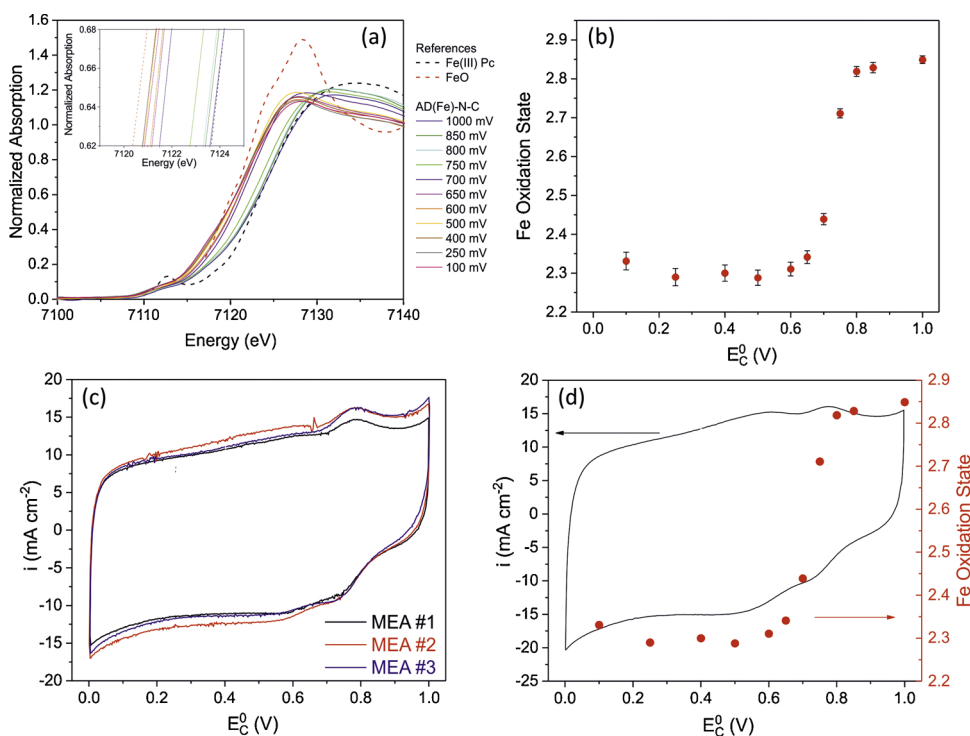 (a)
1.6
1.4
1.2
1.0
0.8
0.6
0.4
0.2
0.0
Normalized Absorption
7100
7110
7120
7130
7140
Energy (eV)
0.68
0.66
0.64
0.62
Normalized Absorption
7120
7122
7124
Energy (eV)
References
Fe(III) Pc
FeO
AD(Fe)-N-C
1000 mV
850 mV
800 mV
750 mV
700 mV
650 mV
600 mV
500 mV
400 mV
250 mV
100 mV
(b)
2.9
2.8
2.7
2.6
2.5
2.4
2.3
2.2
Fe Oxidation State
0.0
0.2
0.4
0.6
0.8
1.0
E⁰C (V)
(c)
20
15
10
5
0
-5
-10
-15
-20
i (mA cm⁻²)
MEA #1
MEA #2
MEA #3
0.0
0.2
0.4
0.6
0.8
1.0
E⁰C (V)
(d)
20
15
10
5
0
-5
-10
-15
-20
-25
i (mA cm⁻²)
0.0
0.2
0.4
0.6
0.8
1.0
E⁰C (V)
2.9
2.8
2.7
2.6
2.5
2.4
2.3
2.2
Fe Oxidation State